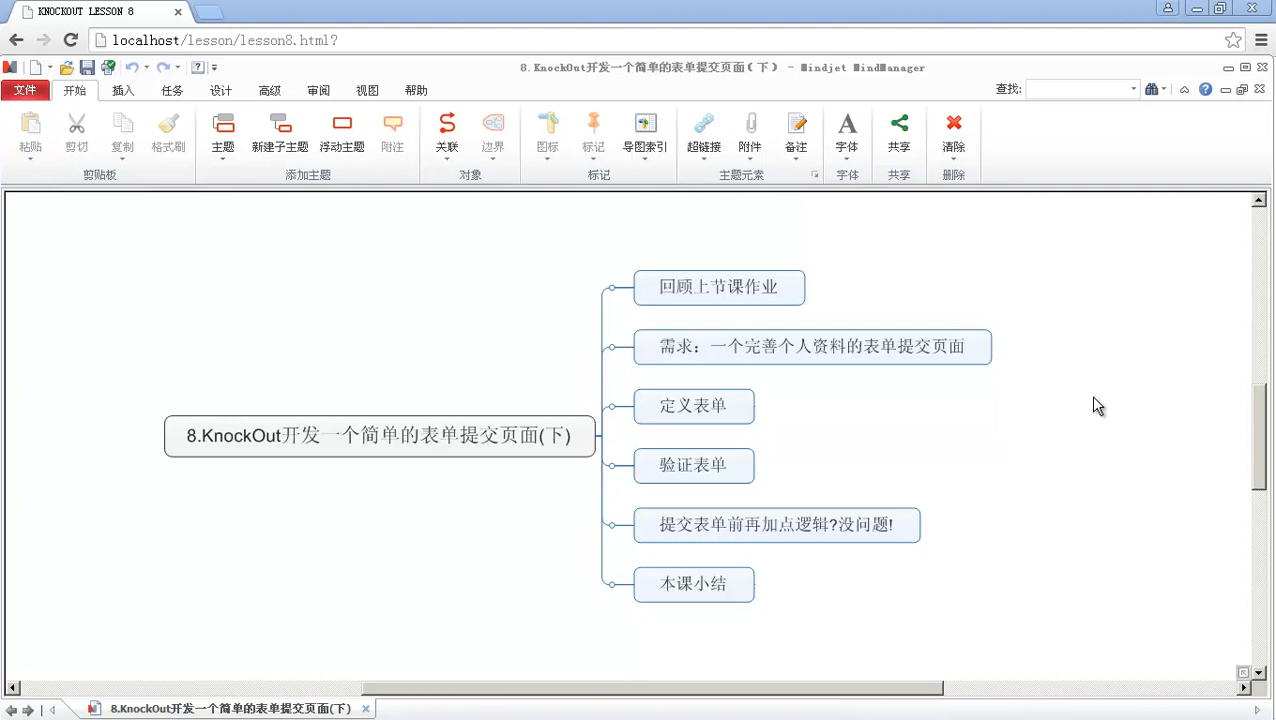 KNOCKOUT LESSON 8
localhost/lesson/lesson8.html?
8.KnockOut开发一个简单的表单提交页面(下) - Mindjet MindManager
文件 开始 插入 任务 设计 高级 审阅 视图 帮助 查找:
粘贴 剪切 复制 格式刷 主题 新建子主题 浮动主题 附注 关联 边界 图标 标记 导图索引 超链接 附件 备注 字体 共享 清除
剪贴板 添加主题 对象 标记 主题元素 字体 共享 删除
回顾上节课作业
需求：一个完善个人资料的表单提交页面
定义表单
8.KnockOut开发一个简单的表单提交页面(下)
验证表单
提交表单前再加点逻辑?没问题!
本课小结
8.KnockOut开发一个简单的表单提交页面(下)